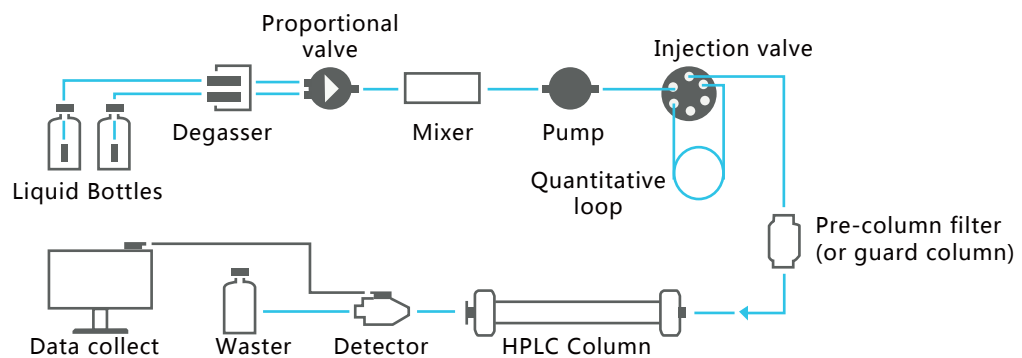 Proportional
valve
Injection valve
Degasser
Mixer
Pump
Liquid Bottles
Quantitative
loop
Pre-column filter
(or guard column)
Data collect
Waster
Detector
HPLC Column